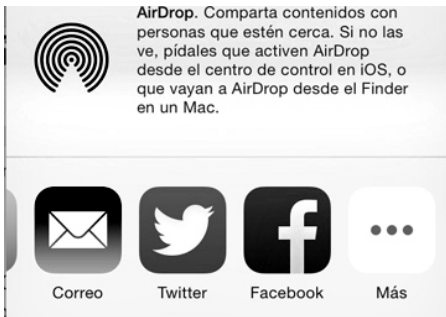 AirDrop. Comparta contenidos con
personas que estén cerca. Si no las
ve, pídales que activen AirDrop
desde el centro de control en iOS, o
que vayan a AirDrop desde el Finder
en un Mac.
Correo
Twitter
Facebook
Más